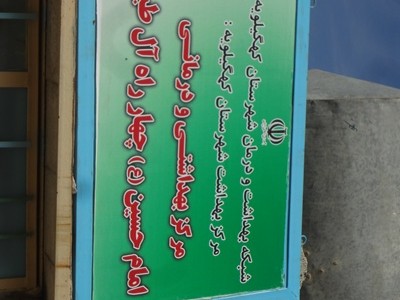 شبکه بهداشت و درمان شهرستان کهگیلویه
مرکز بهداشت شهرستان کهگیلویه :
مرکز بهداشتی و درمانی
امام حسین (ع) چهار راه آل